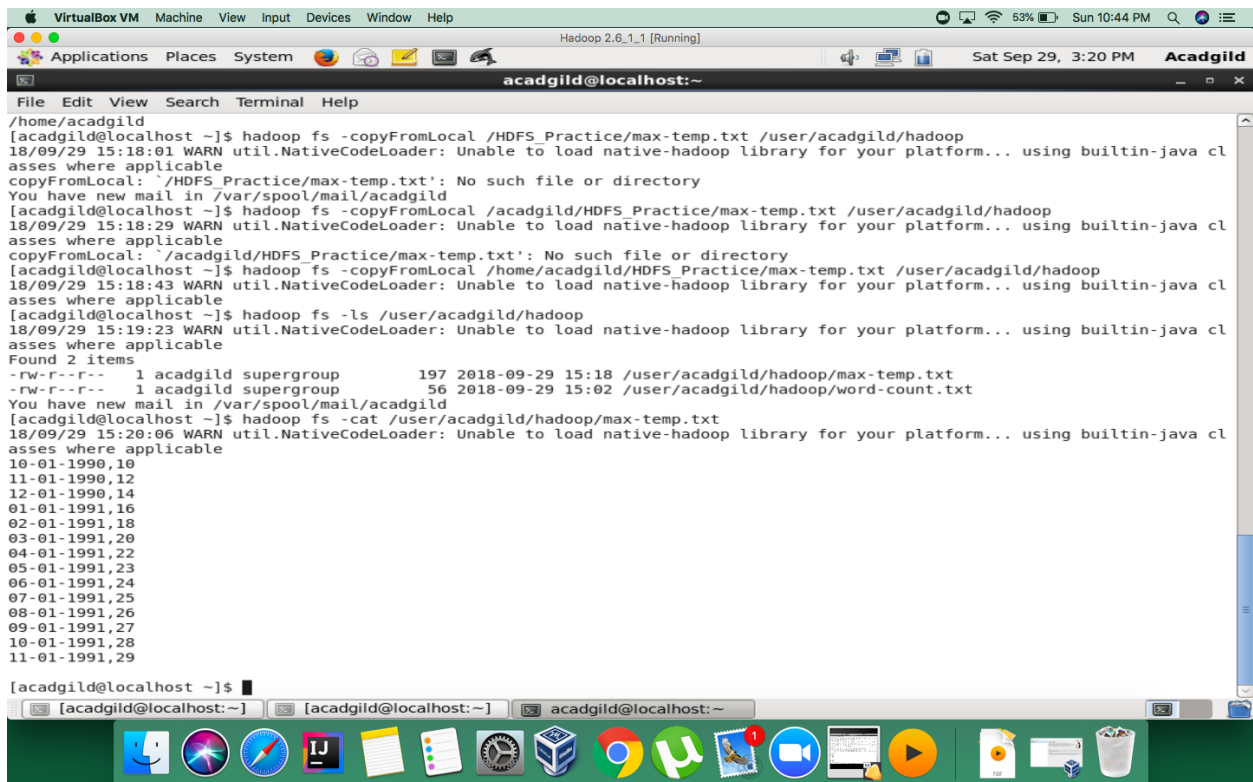 VirtualBox VM Machine View Input Devices Window Help 53% Sun 10:44 PM
Hadoop 2.6_1_1 [Running]
Applications Places System Sat Sep 29, 3:20 PM Acadgild
acadgild@localhost:~
File Edit View Search Terminal Help
/home/acadgild
[acadgild@localhost ~]$ hadoop fs -copyFromLocal /HDFS_Practice/max-temp.txt /user/acadgild/hadoop
18/09/29 15:18:01 WARN util.NativeCodeLoader: Unable to load native-hadoop library for your platform... using builtin-java cl
asses where applicable
copyFromLocal: `/HDFS_Practice/max-temp.txt': No such file or directory
You have new mail in /var/spool/mail/acadgild
[acadgild@localhost ~]$ hadoop fs -copyFromLocal /acadgild/HDFS_Practice/max-temp.txt /user/acadgild/hadoop
18/09/29 15:18:29 WARN util.NativeCodeLoader: Unable to load native-hadoop library for your platform... using builtin-java cl
asses where applicable
copyFromLocal: `/acadgild/HDFS_Practice/max-temp.txt': No such file or directory
[acadgild@localhost ~]$ hadoop fs -copyFromLocal /home/acadgild/HDFS_Practice/max-temp.txt /user/acadgild/hadoop
18/09/29 15:18:43 WARN util.NativeCodeLoader: Unable to load native-hadoop library for your platform... using builtin-java cl
asses where applicable
[acadgild@localhost ~]$ hadoop fs -ls /user/acadgild/hadoop
18/09/29 15:19:23 WARN util.NativeCodeLoader: Unable to load native-hadoop library for your platform... using builtin-java cl
asses where applicable
Found 2 items
-rw-r--r-- 1 acadgild supergroup 197 2018-09-29 15:18 /user/acadgild/hadoop/max-temp.txt
-rw-r--r-- 1 acadgild supergroup 56 2018-09-29 15:02 /user/acadgild/hadoop/word-count.txt
You have new mail in /var/spool/mail/acadgild
[acadgild@localhost ~]$ hadoop fs -cat /user/acadgild/hadoop/max-temp.txt
18/09/29 15:20:06 WARN util.NativeCodeLoader: Unable to load native-hadoop library for your platform... using builtin-java cl
asses where applicable
10-01-1990,10
11-01-1990,12
12-01-1990,14
01-01-1991,16
02-01-1991,18
03-01-1991,20
04-01-1991,22
05-01-1991,23
06-01-1991,24
07-01-1991,25
08-01-1991,26
09-01-1991,27
10-01-1991,28
11-01-1991,29
[acadgild@localhost ~]$
[acadgild@localhost:~] [acadgild@localhost:~] acadgild@localhost:~
IJ
1